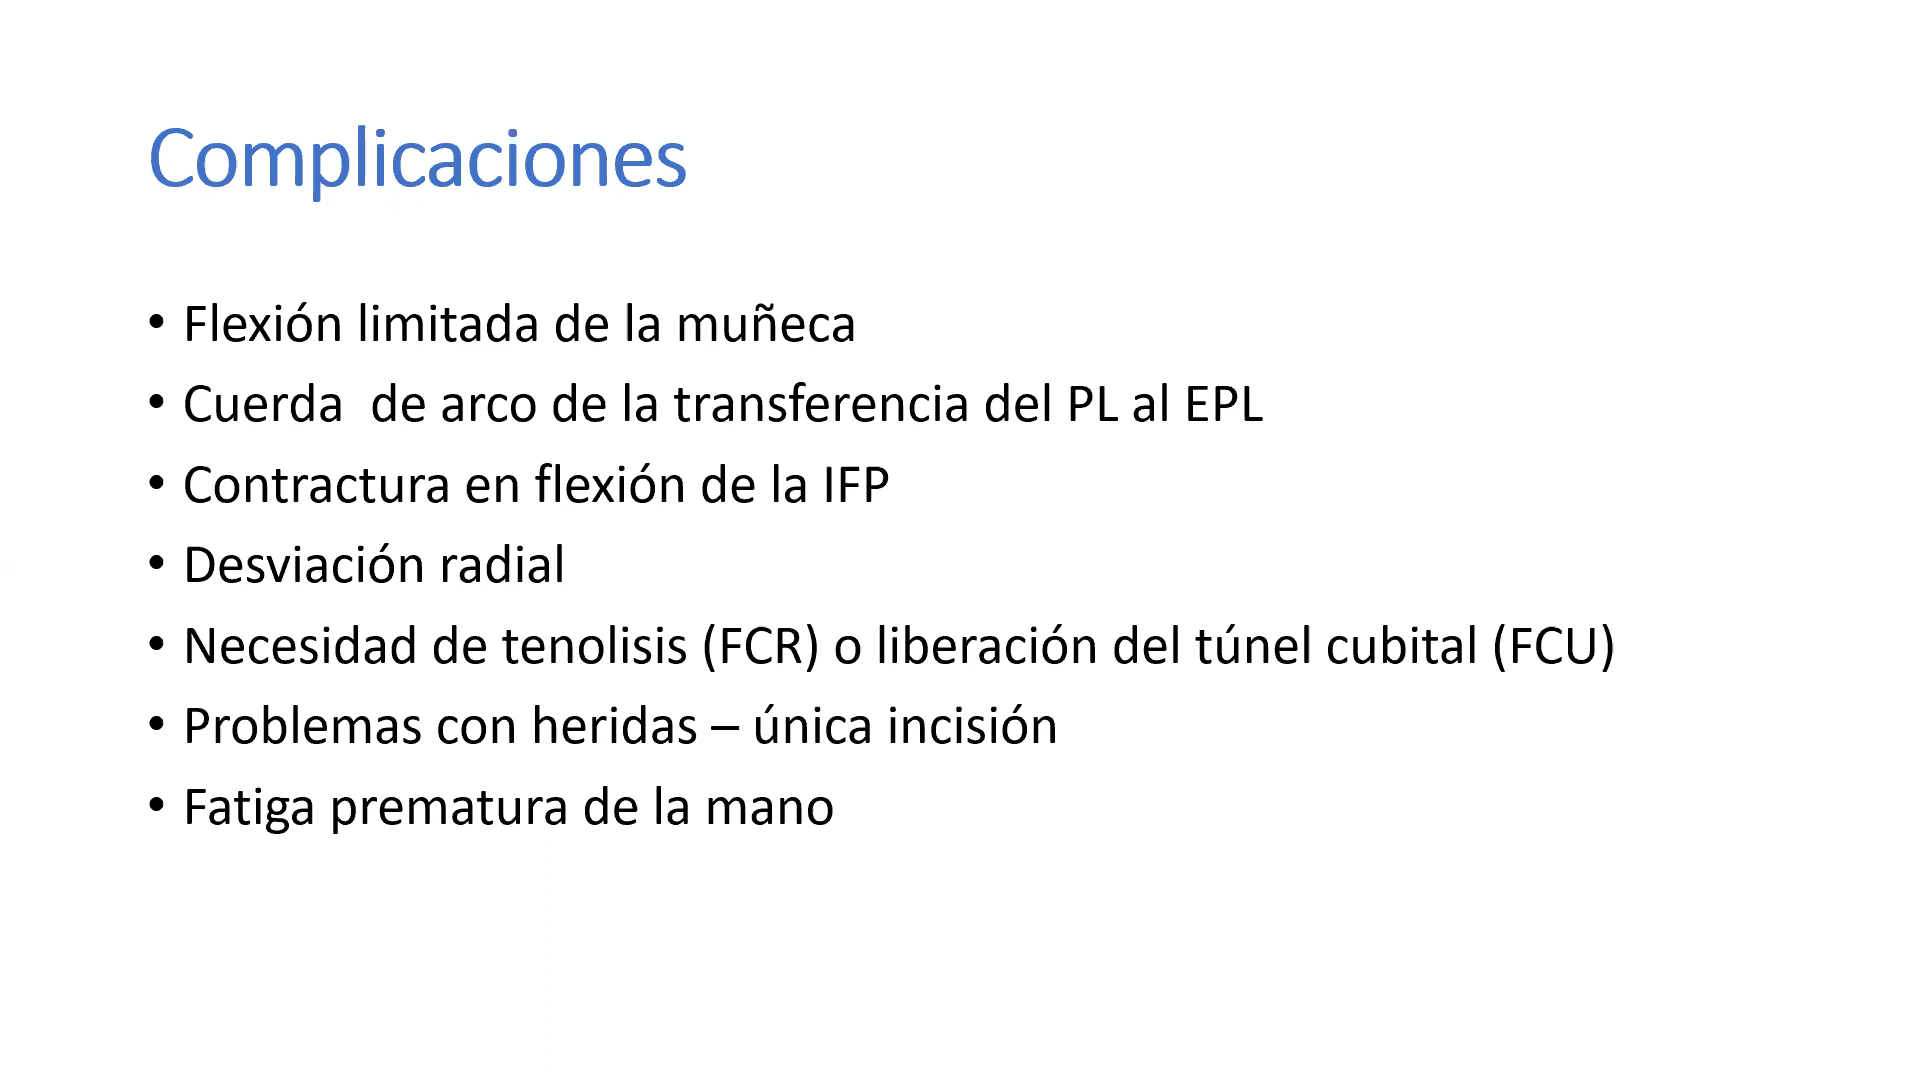 Complicaciones
• Flexión limitada de la muñeca
• Cuerda  de arco de la transferencia del PL al EPL
• Contractura en flexión de la IFP
• Desviación radial
• Necesidad de tenolisis (FCR) o liberación del túnel cubital (FCU)
• Problemas con heridas – única incisión
• Fatiga prematura de la mano